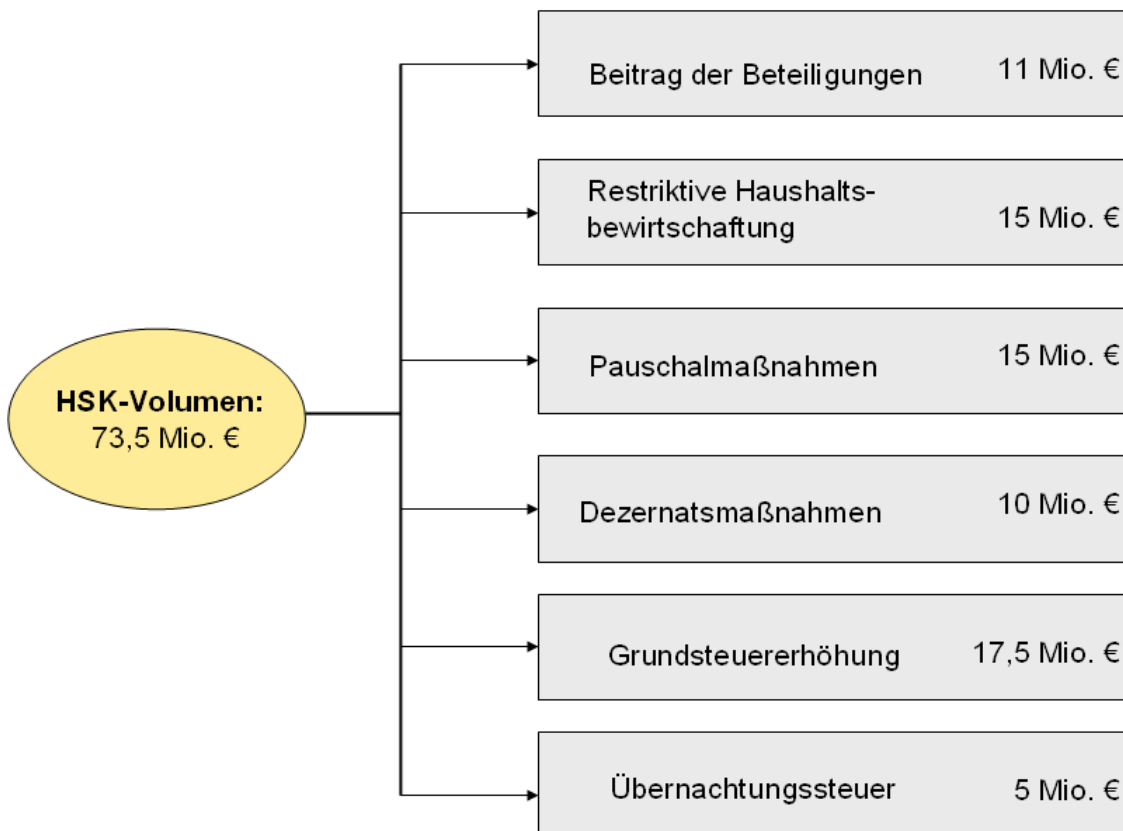 HSK-Volumen:
73,5 Mio. €
Beitrag der Beteiligungen 11 Mio. €
Restriktive Haushalts-
bewirtschaftung 15 Mio. €
Pauschalmaßnahmen 15 Mio. €
Dezernatsmaßnahmen 10 Mio. €
Grundsteuererhöhung 17,5 Mio. €
Übernachtungssteuer 5 Mio. €